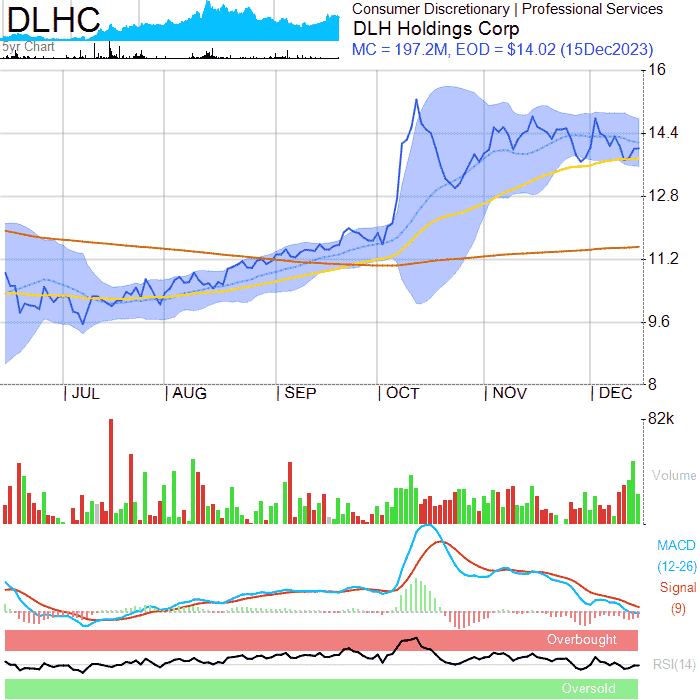 DLHC
5yr Chart
Consumer Discretionary | Professional Services
DLH Holdings Corp
MC = 197.2M, EOD = $14.02 (15Dec2023)
16
14.4
12.8
11.2
9.6
8
JUL
AUG
SEP
OCT
NOV
DEC
82k
Volume
MACD
(12-26)
Signal
(9)
Overbought
RSI(14)
Oversold